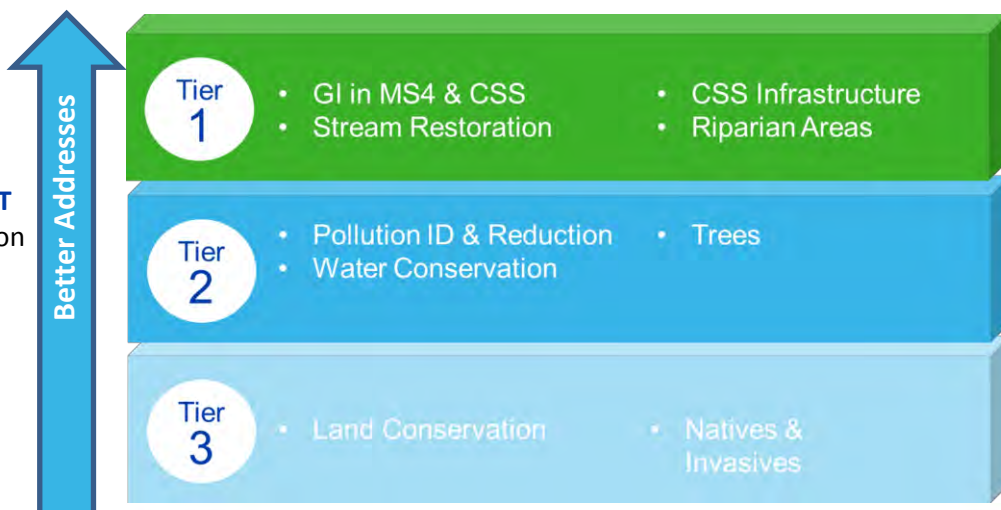 Better Addresses
T
on
Tier
1
• GI in MS4 & CSS
• Stream Restoration
• CSS Infrastructure
• Riparian Areas
Tier
2
• Pollution ID & Reduction
• Water Conservation
• Trees
Tier
3
• Land Conservation
• Natives &
Invasives